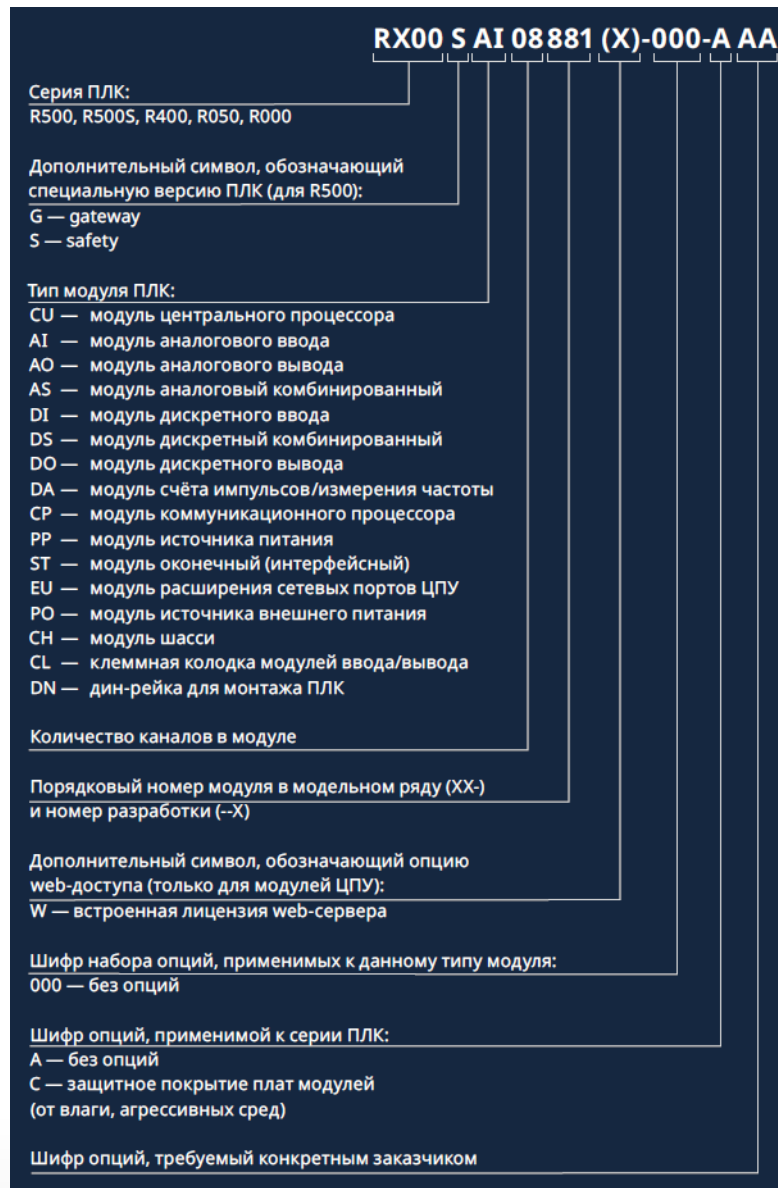 RX00 S AI 08 881 (X)-000-A AA
Серия ПЛК:
R500, R500S, R400, R050, R000
Дополнительный символ, обозначающий
специальную версию ПЛК (для R500):
G — gateway
S — safety
Тип модуля ПЛК:
CU — модуль центрального процессора
AI — модуль аналогового ввода
AO — модуль аналогового вывода
AS — модуль аналоговый комбинированный
DI — модуль дискретного ввода
DS — модуль дискретный комбинированный
DO — модуль дискретного вывода
DA — модуль счёта импульсов/измерения частоты
CP — модуль коммуникационного процессора
PP — модуль источника питания
ST — модуль оконечный (интерфейсный)
EU — модуль расширения сетевых портов ЦПУ
PO — модуль источника внешнего питания
CH — модуль шасси
CL — клеммная колодка модулей ввода/вывода
DN — дин-рейка для монтажа ПЛК
Количество каналов в модуле
Порядковый номер модуля в модельном ряду (XX-)
и номер разработки (--X)
Дополнительный символ, обозначающий опцию
web-доступа (только для модулей ЦПУ):
W — встроенная лицензия web-сервера
Шифр набора опций, применимых к данному типу модуля:
000 — без опций
Шифр опций, применимой к серии ПЛК:
A — без опций
C — защитное покрытие плат модулей
(от влаги, агрессивных сред)
Шифр опций, требуемый конкретным заказчиком